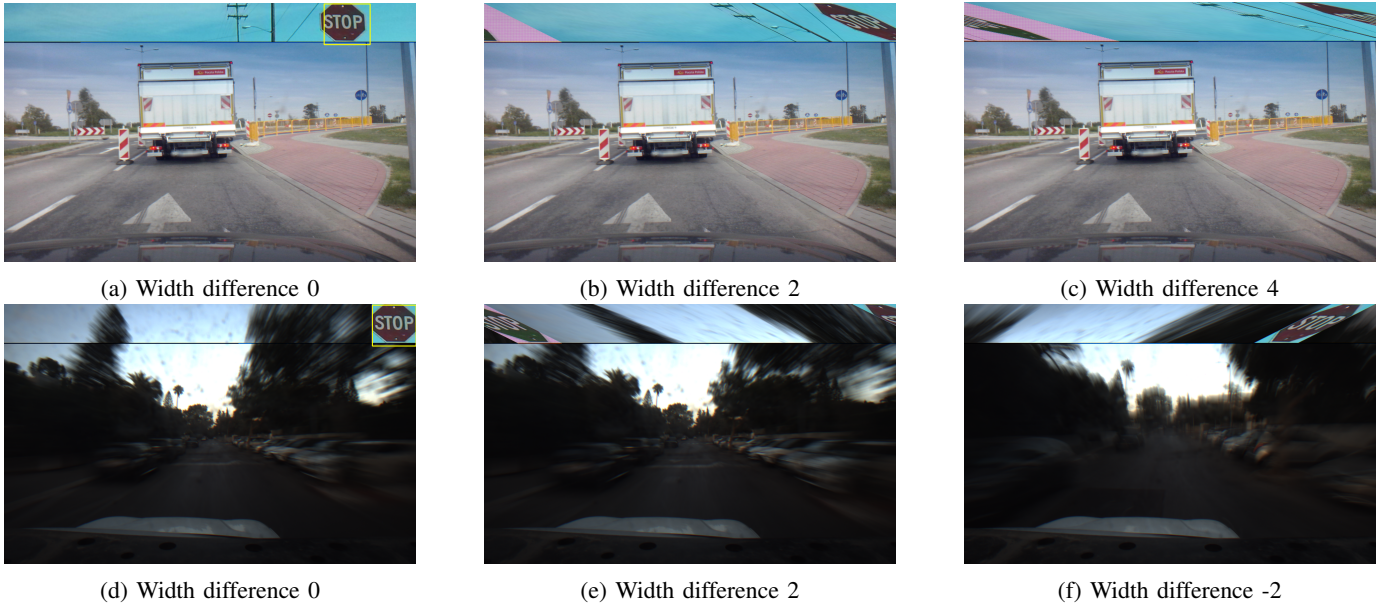 STOP
STOP
(a) Width difference 0
(b) Width difference 2
(c) Width difference 4
STOP
STOP
STOP
(d) Width difference 0
(e) Width difference 2
(f) Width difference -2